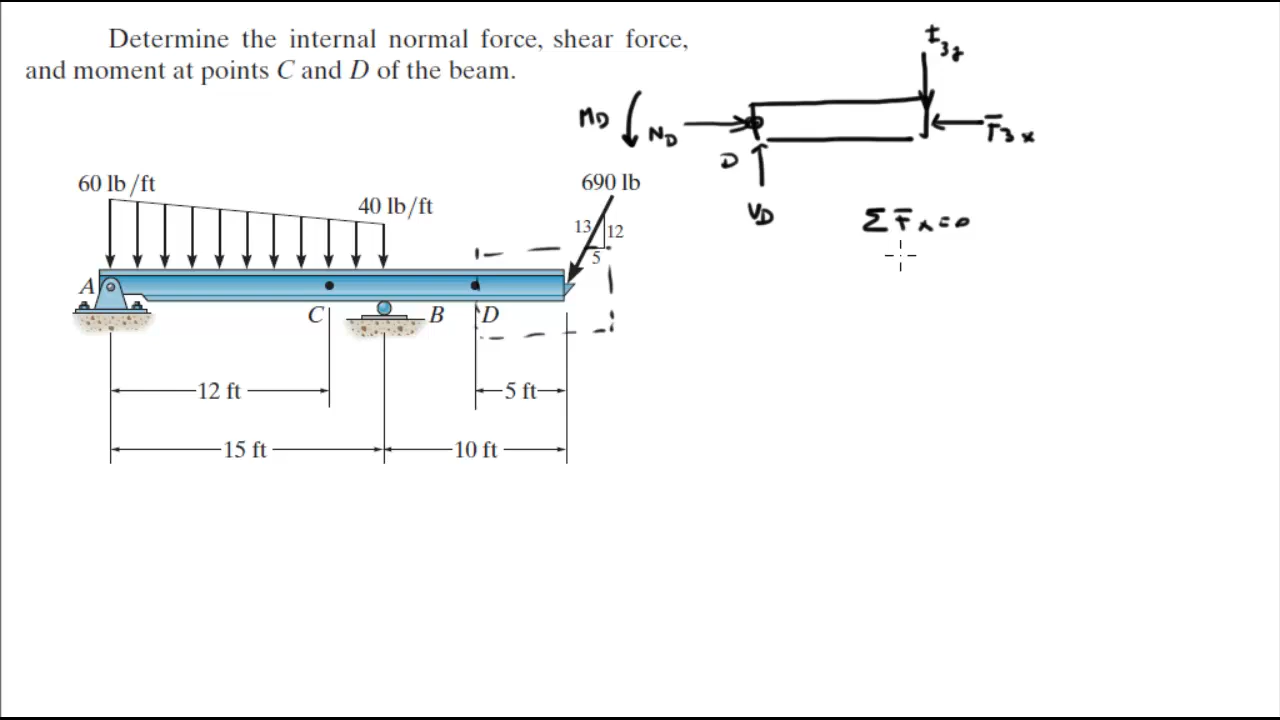 Determine the internal normal force, shear force,
and moment at points C and D of the beam.
F3y
MD
ND
F3x
D
VD
ΣFx=0
60 lb/ft
40 lb/ft
690 lb
13
12
5
A
C
B
D
12 ft
5 ft
15 ft
10 ft